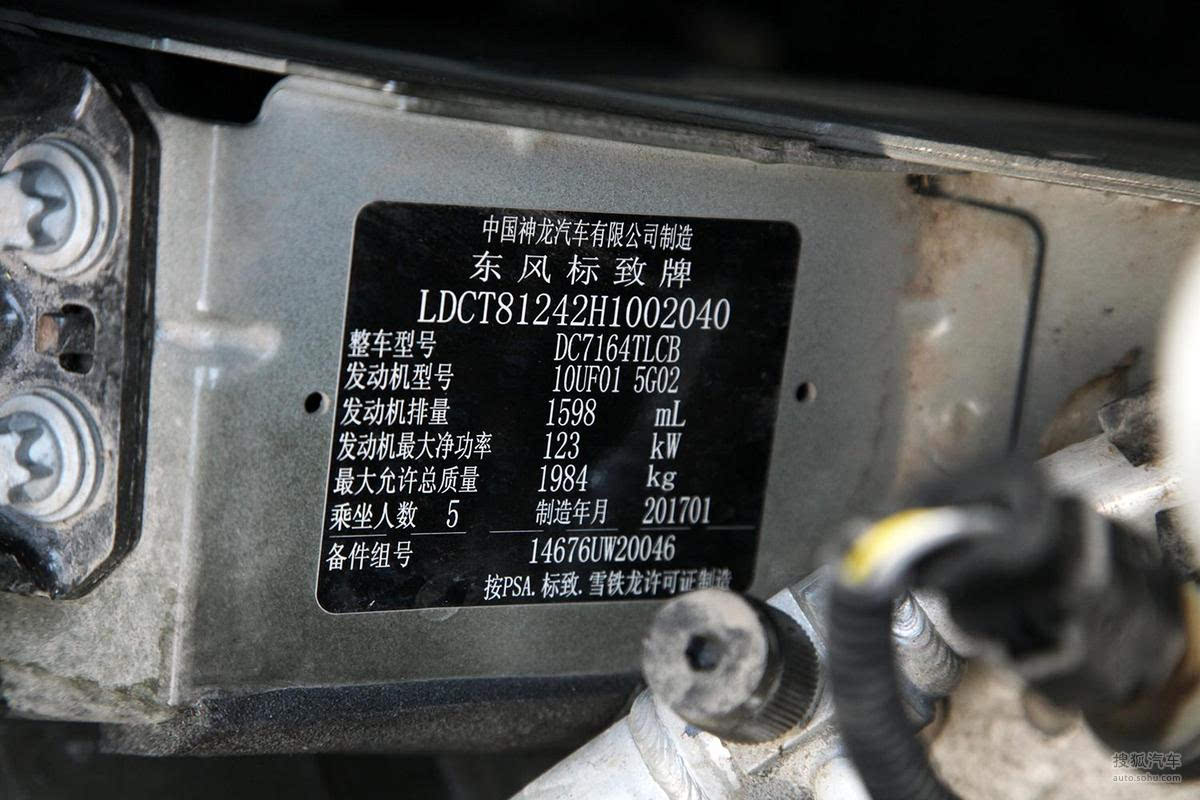 中国神龙汽车有限公司制造
东风标致牌
LDCT81242H1002040
整车型号 DC7164TLCB
发动机型号 10UF01 5G02
发动机排量 1598 mL
发动机最大净功率 123 kW
最大允许总质量 1984 kg
乘坐人数 5 制造年月 201701
备件组号 14676UW20046
按PSA.标致.雪铁龙许可证制造
搜狐汽车
auto.sohu.com